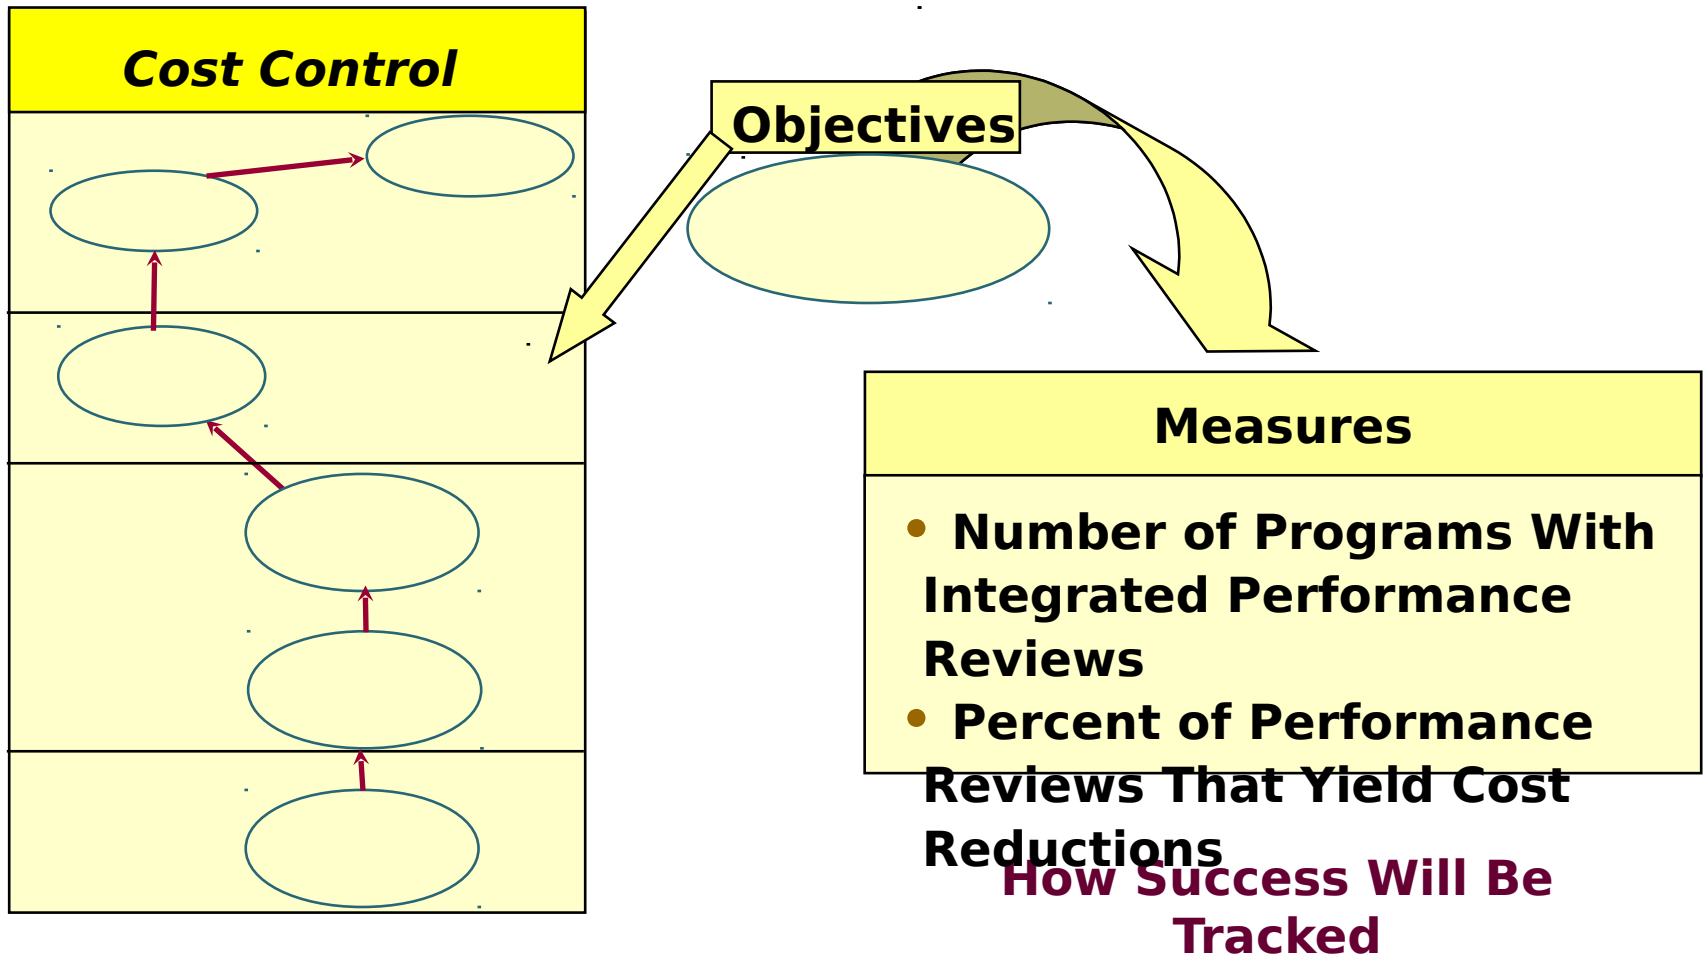 Cost Control
Objectives
Measures
• Number of Programs With
Integrated Performance
Reviews
• Percent of Performance
Reviews That Yield Cost
Reductions
How Success Will Be
Tracked